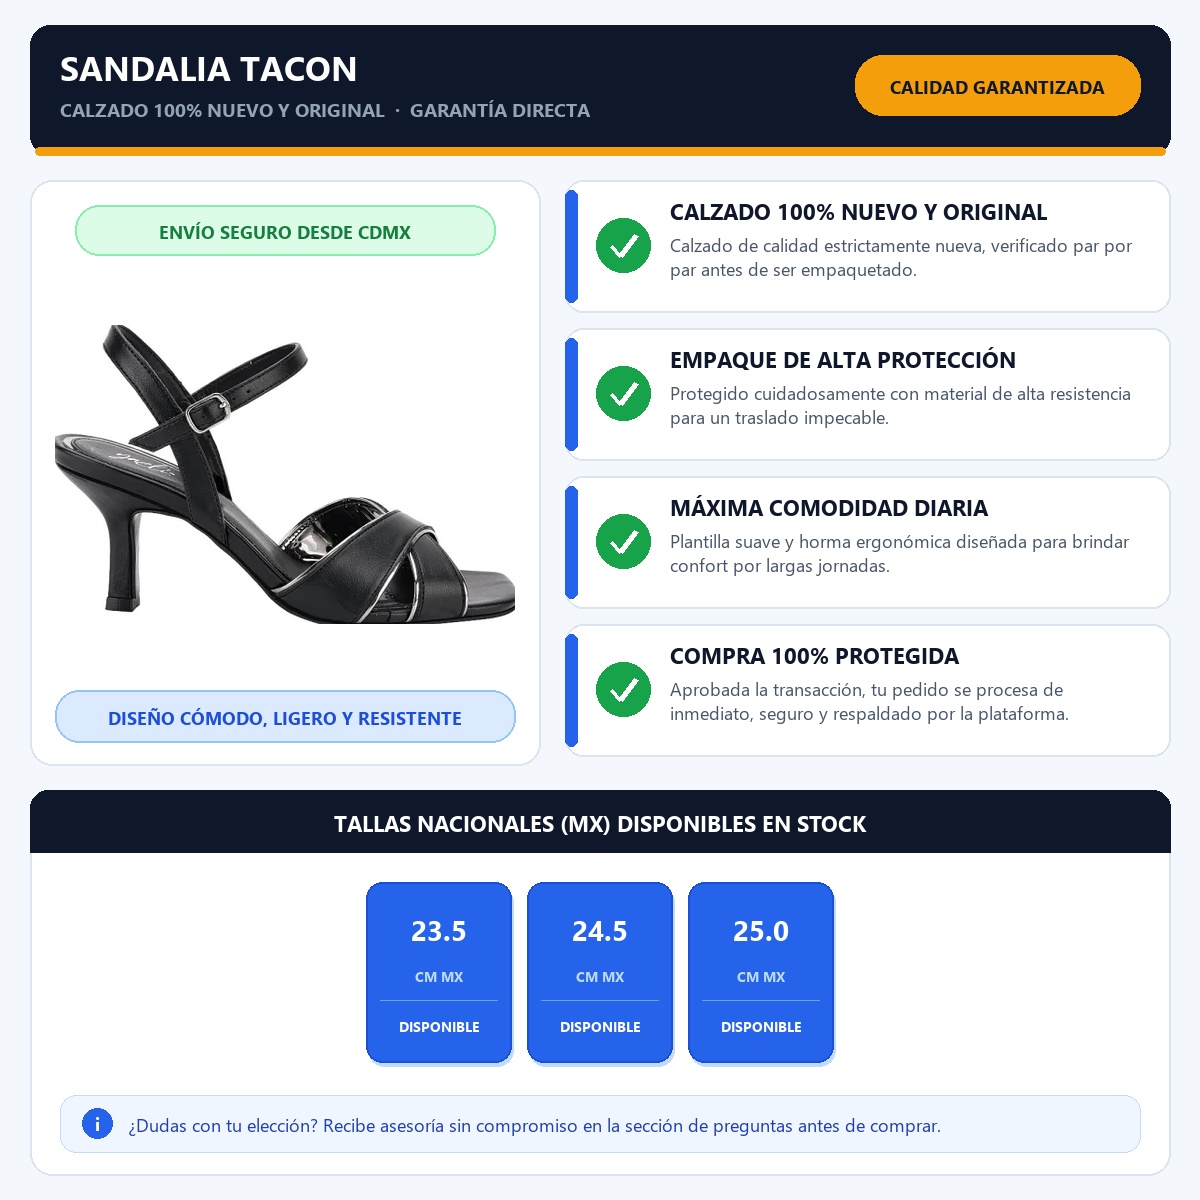 SANDALIA TACON
CALZADO 100% NUEVO Y ORIGINAL · GARANTÍA DIRECTA
CALIDAD GARANTIZADA
ENVÍO SEGURO DESDE CDMX
DISEÑO CÓMODO, LIGERO Y RESISTENTE
CALZADO 100% NUEVO Y ORIGINAL
Calzado de calidad estrictamente nueva, verificado par por
par antes de ser empaquetado.
EMPAQUE DE ALTA PROTECCIÓN
Protegido cuidadosamente con material de alta resistencia
para un traslado impecable.
MÁXIMA COMODIDAD DIARIA
Plantilla suave y horma ergonómica diseñada para brindar
confort por largas jornadas.
COMPRA 100% PROTEGIDA
Aprobada la transacción, tu pedido se procesa de
inmediato, seguro y respaldado por la plataforma.
TALLAS NACIONALES (MX) DISPONIBLES EN STOCK
23.5
CM MX
DISPONIBLE
24.5
CM MX
DISPONIBLE
25.0
CM MX
DISPONIBLE
¿Dudas con tu elección? Recibe asesoría sin compromiso en la sección de preguntas antes de comprar.